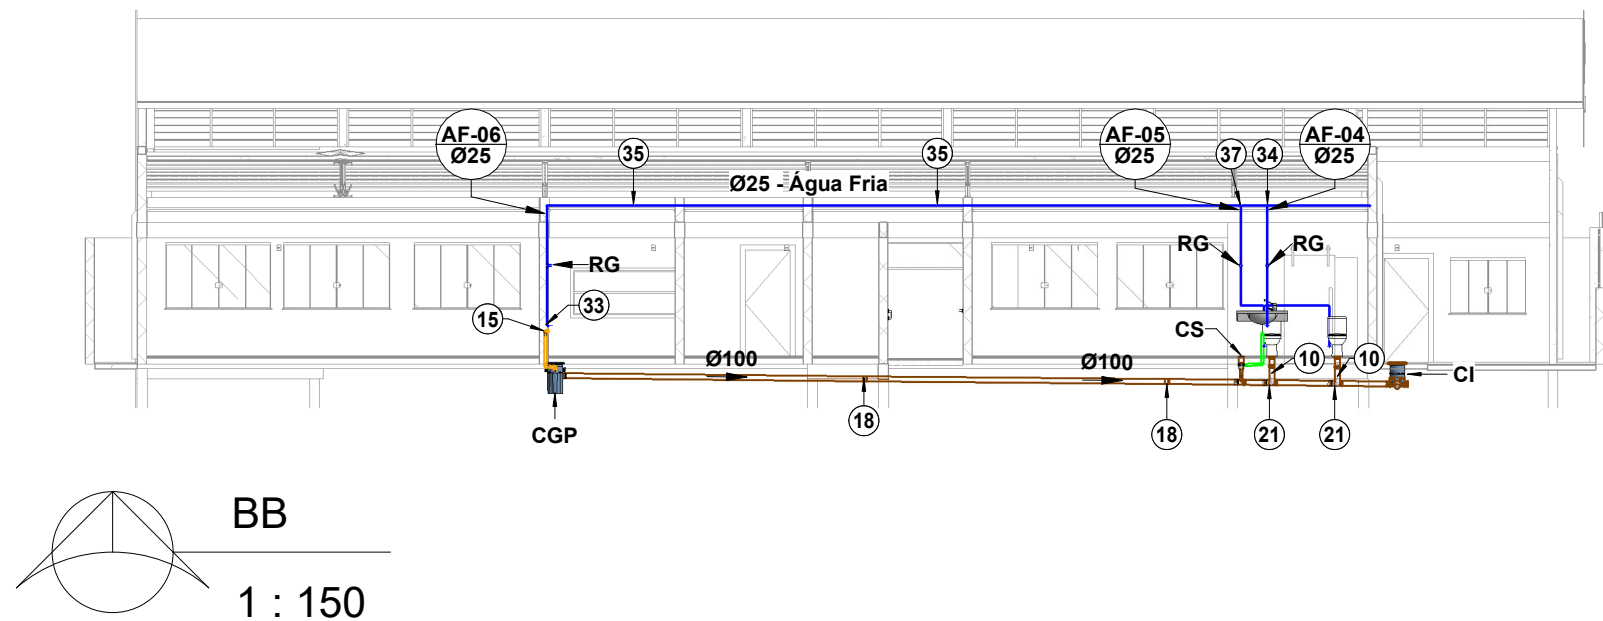 AF-06
Ø25
35
35
AF-05
Ø25
37
34
AF-04
Ø25
Ø25 - Água Fria
RG
RG
RG
15
33
CS
Ø100
Ø100
10
10
CI
CGP
18
18
21
21
BB
1 : 150